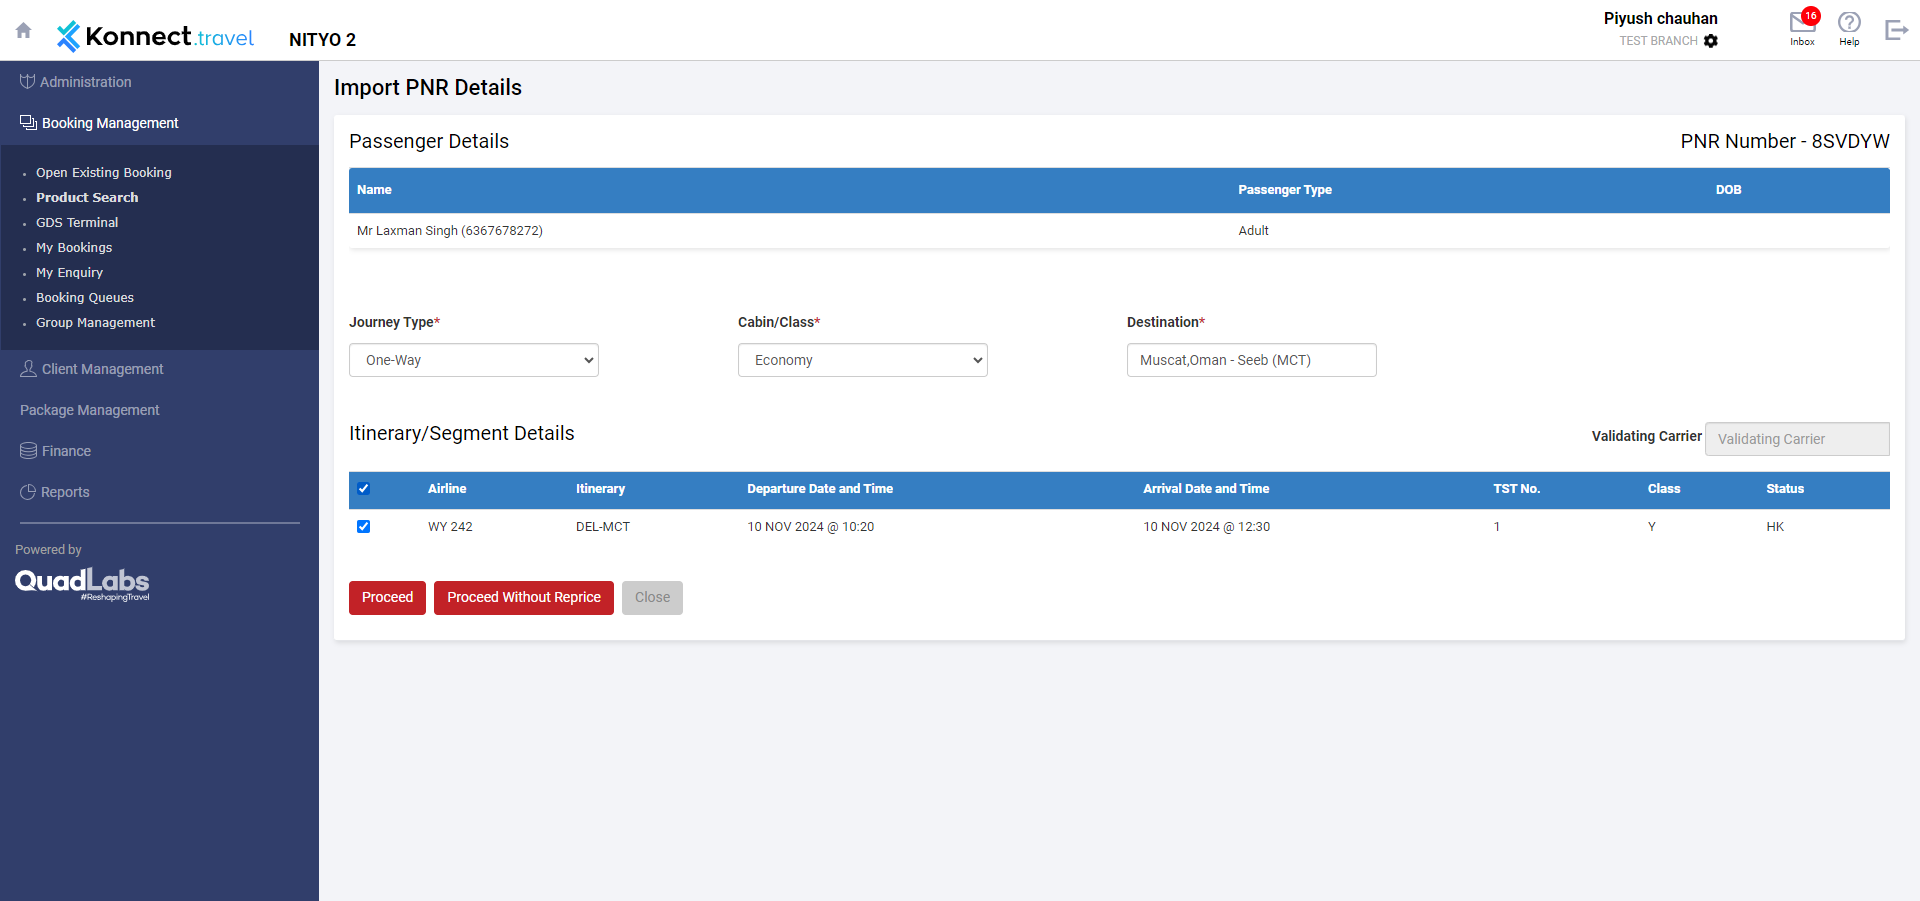 Konnect.travel
NITYO 2
Piyush chauhan
TEST BRANCH
16
Inbox
Help
Administration
Booking Management
Open Existing Booking
Product Search
GDS Terminal
My Bookings
My Enquiry
Booking Queues
Group Management
Client Management
Package Management
Finance
Reports
Powered by
QuadLabs
#ReshapingTravel
Import PNR Details
Passenger Details
PNR Number - 8SVDYW
Name Passenger Type DOB
Mr Laxman Singh (6367678272) Adult
Journey Type* Cabin/Class* Destination*
One-Way Economy Muscat,Oman - Seeb (MCT)
Itinerary/Segment Details
Validating Carrier Validating Carrier
Airline Itinerary Departure Date and Time Arrival Date and Time TST No. Class Status
WY 242 DEL-MCT 10 NOV 2024 @ 10:20 10 NOV 2024 @ 12:30 1 Y HK
Proceed Proceed Without Reprice Close